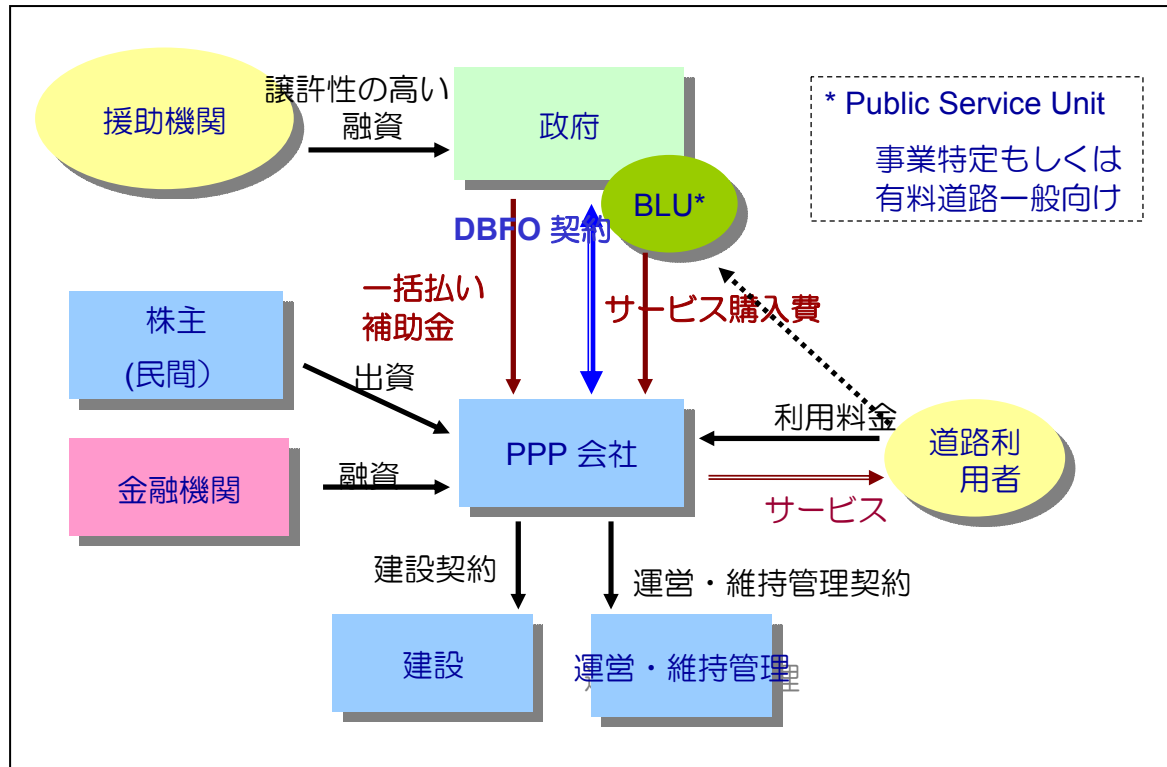 援助機関
譲許性の高い
融資
政府
* Public Service Unit
事業特定もしくは
有料道路一般向け
BLU*
DBFO 契約
一括払い
補助金
サービス購入費
株主
(民間）
出資
利用料金
PPP 会社
道路利
用者
金融機関
融資
サービス
建設契約
運営・維持管理契約
建設
運営・維持管理